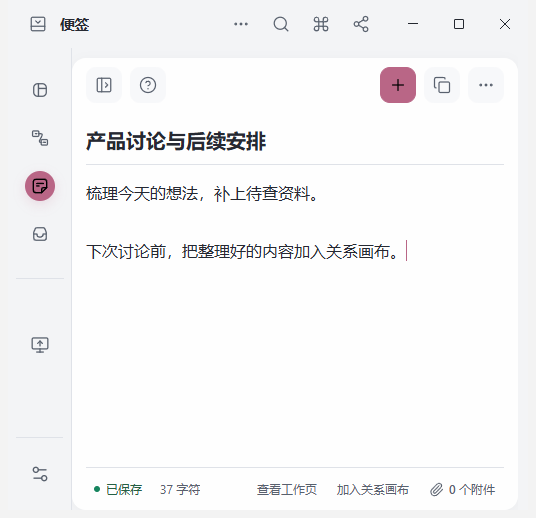 便签
产品讨论与后续安排
梳理今天的想法，补上待查资料。
下次讨论前，把整理好的内容加入关系画布。
已保存 37 字符 查看工作页 加入关系画布 0 个附件